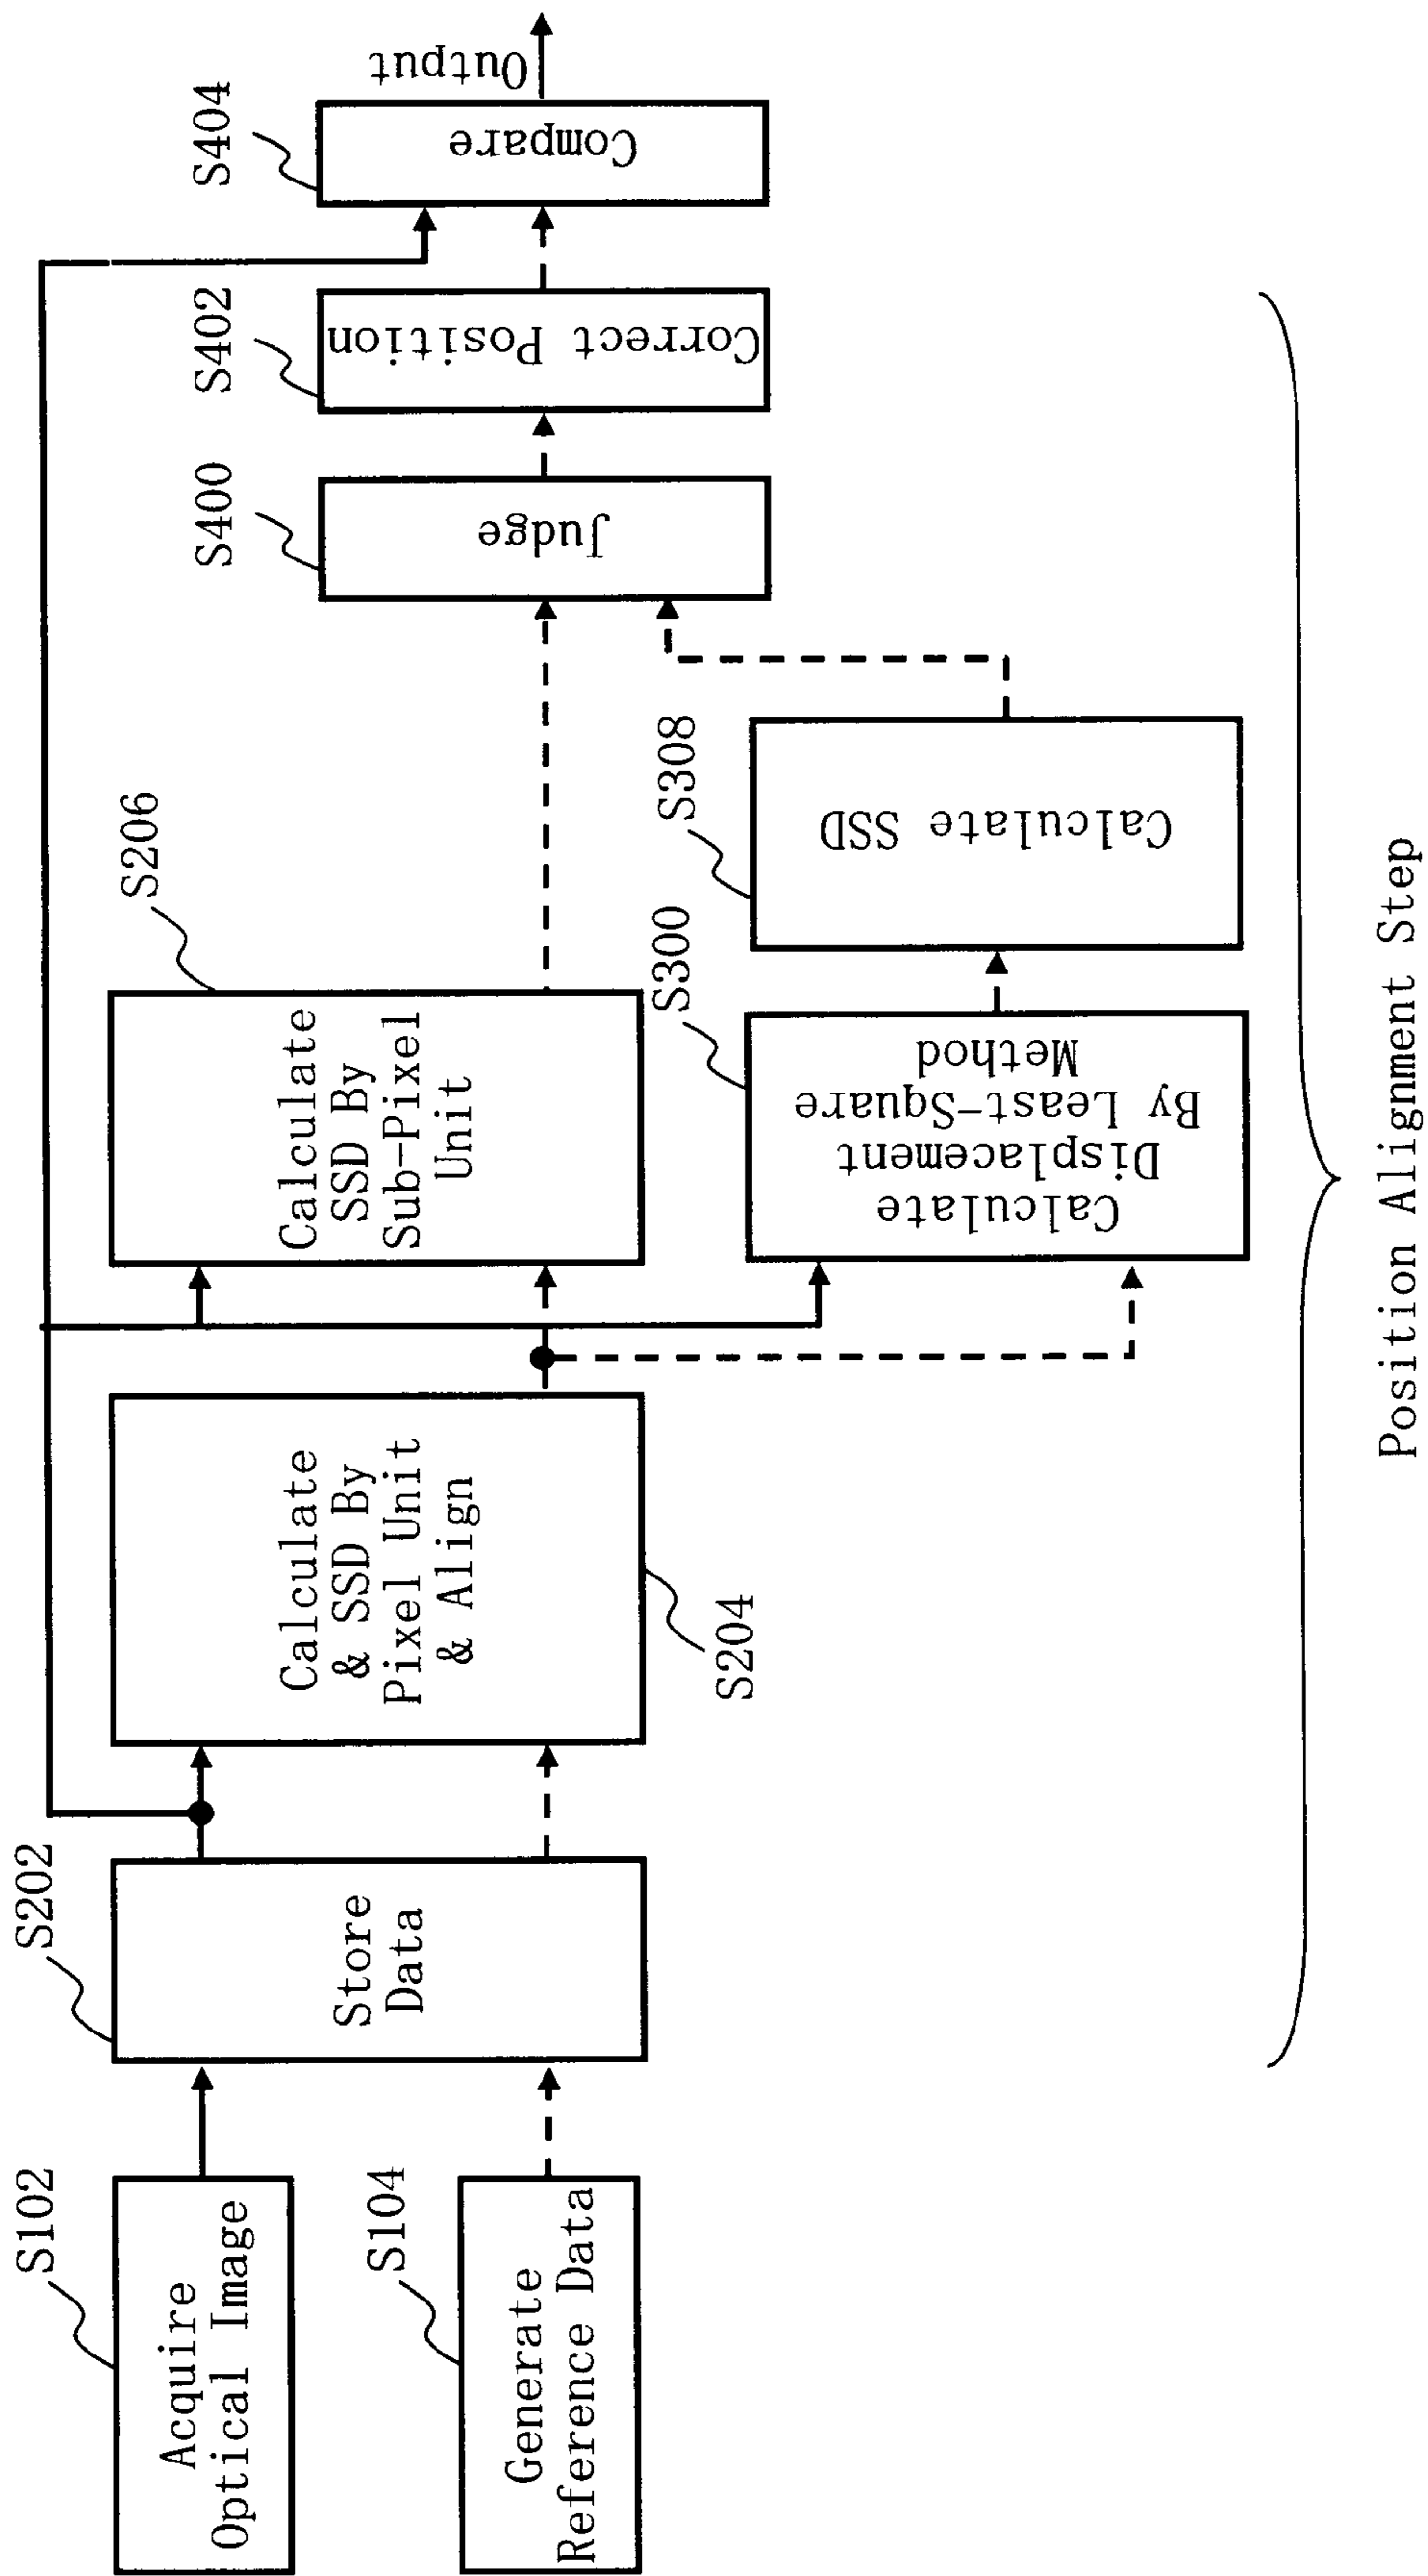 S102
Acquire
Optical Image
S104
Generate
Reference Data
S202
Store
Data
Calculate
& SSD By
Pixel Unit
& Align
S204
S206
Calculate
SSD By
Sub-Pixel
Unit
S300
Calculate
Displacement
By Least-Square
Method
S308
Calculate SSD
S400
Judge
S402
Correct Position
S404
Compare
Output
Position Alignment Step